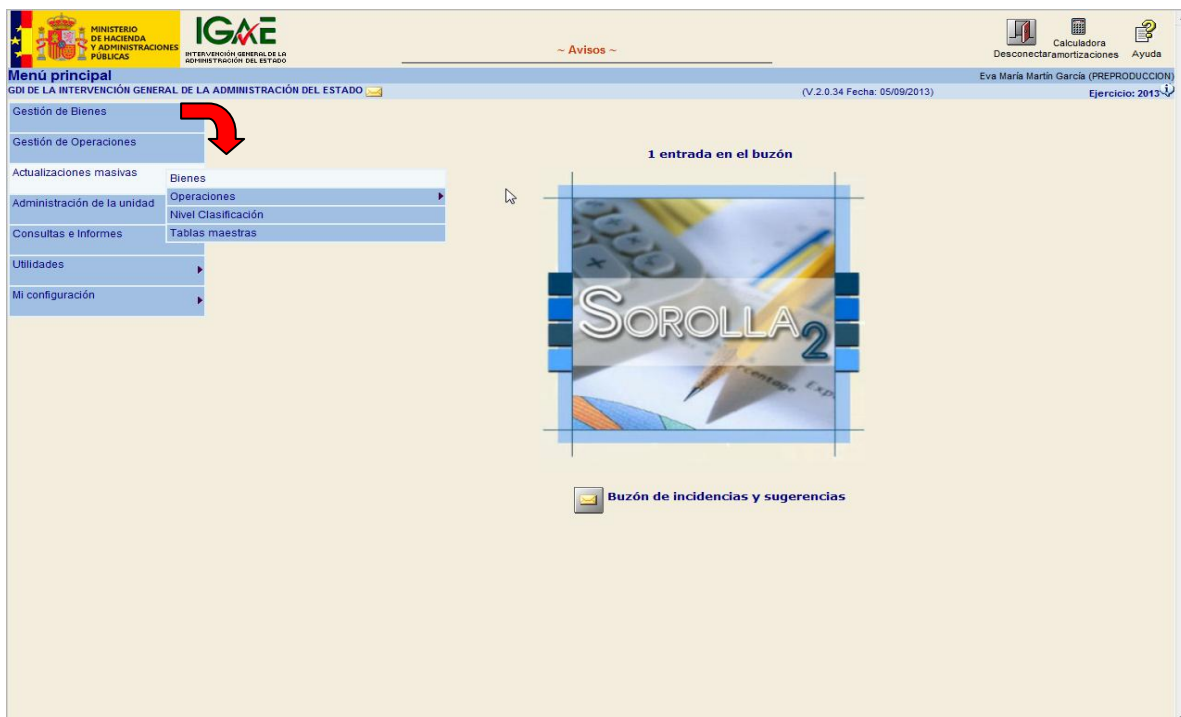 MINISTERIO
DE HACIENDA
Y ADMINISTRACIONES
PÚBLICAS
IGAE
INTERVENCIÓN GENERAL DE LA
ADMINISTRACIÓN DEL ESTADO
~ Avisos ~
Desconectar
Calculadora
amortizaciones
Ayuda
Menú principal
Eva María Martín García (PREPRODUCCION)
GDI DE LA INTERVENCIÓN GENERAL DE LA ADMINISTRACIÓN DEL ESTADO
(V.2.0.34 Fecha: 05/09/2013)
Ejercicio: 2013
Gestión de Bienes
Gestión de Operaciones
Actualizaciones masivas
Bienes
Operaciones
Nivel Clasificación
Tablas maestras
Administración de la unidad
Consultas e Informes
Utilidades
Mi configuración
1 entrada en el buzón
SOROLLA2
Buzón de incidencias y sugerencias